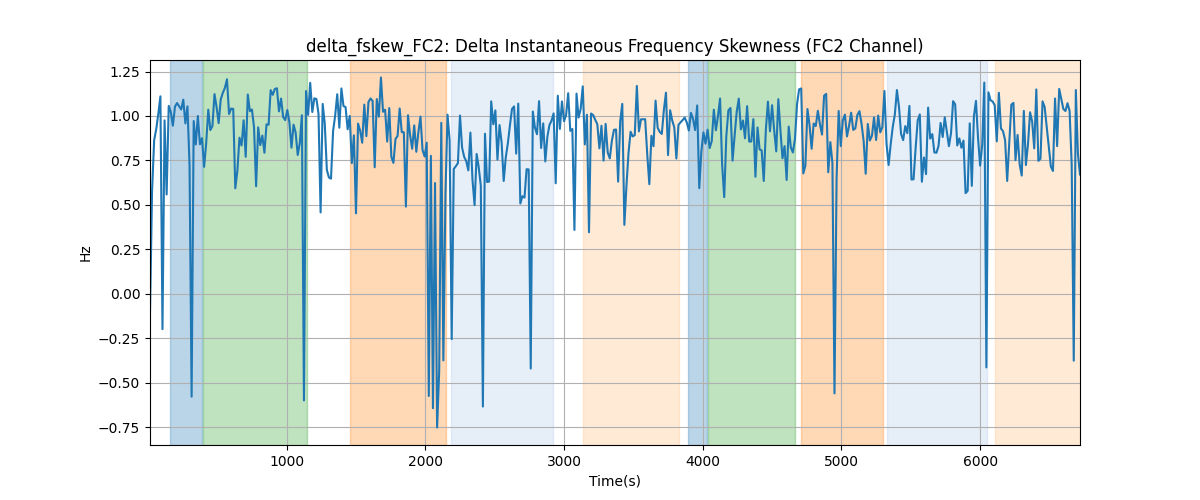 delta_fskew_FC2: Delta Instantaneous Frequency Skewness (FC2 Channel)
1.25
1.00
0.75
0.50
0.25
0.00
−0.25
−0.50
−0.75
Hz
1000 2000 3000 4000 5000 6000
Time(s)